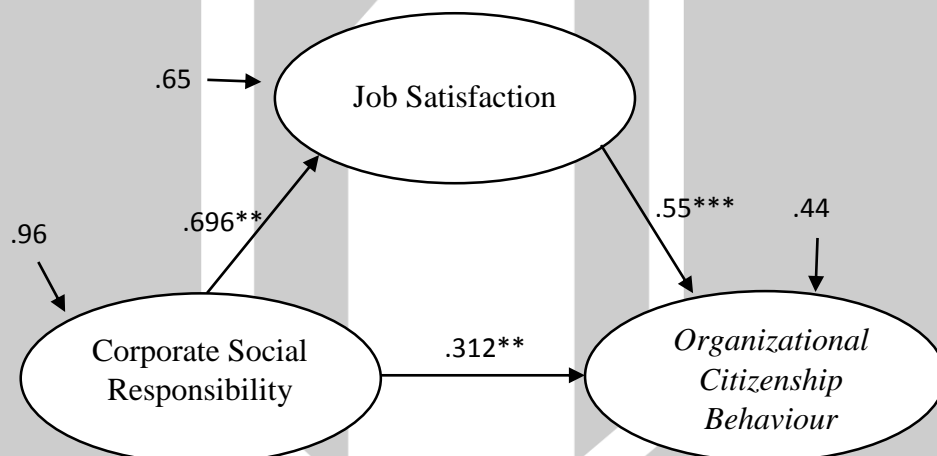 .65
Job Satisfaction
.696**
.55***
.44
.96
Corporate Social
Responsibility
.312**
Organizational
Citizenship
Behaviour